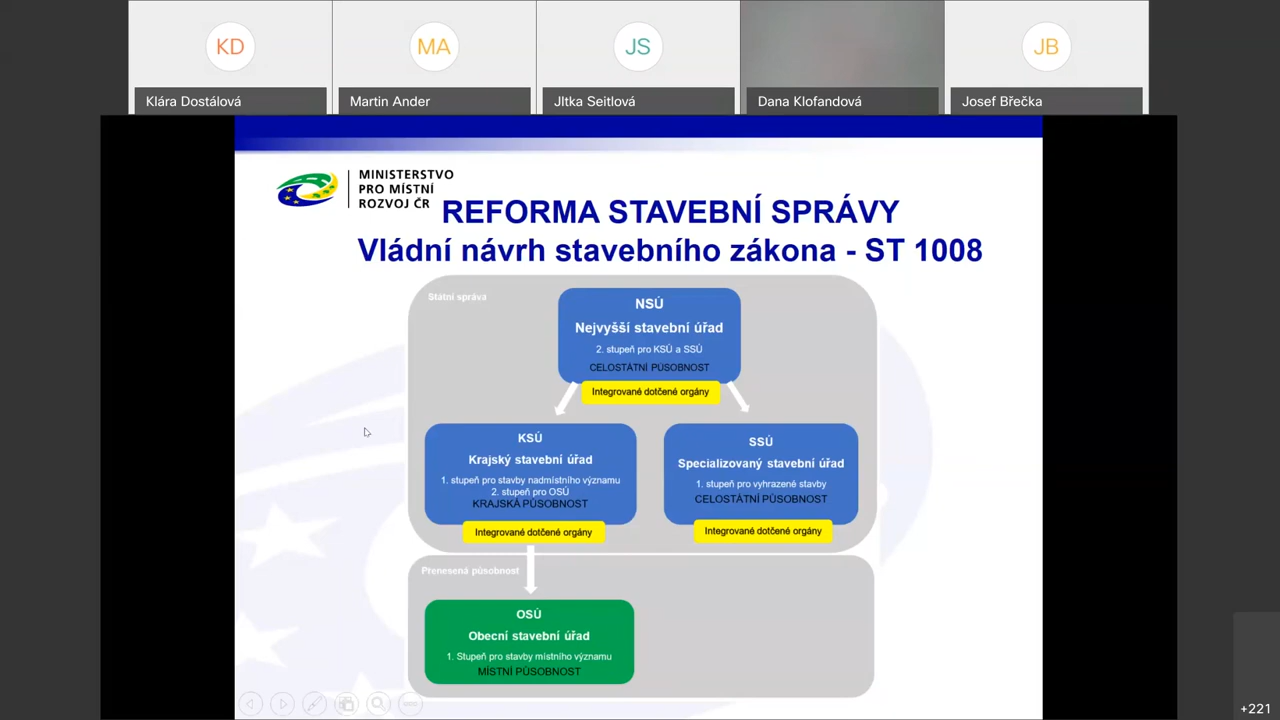 KD
MA
JS
JB
Klára Dostálová
Martin Ander
JItka Seitlová
Dana Klofandová
Josef Břečka
MINISTERSTVO
PRO MÍSTNÍ
ROZVOJ ČR
REFORMA STAVEBNÍ SPRÁVY
Vládní návrh stavebního zákona - ST 1008
Státní správa
NSÚ
Nejvyšší stavební úřad
2. stupeň pro KSÚ a SSÚ
CELOSTÁTNÍ PŮSOBNOST
Integrované dotčené orgány
KSÚ
Krajský stavební úřad
1. stupeň pro stavby nadmístního významu
2. stupeň pro OSÚ
KRAJSKÁ PŮSOBNOST
Integrované dotčené orgány
SSÚ
Specializovaný stavební úřad
1. stupeň pro vyhrazené stavby
CELOSTÁTNÍ PŮSOBNOST
Integrované dotčené orgány
Přenesená působnost
OSÚ
Obecní stavební úřad
1. Stupeň pro stavby místního významu
MÍSTNÍ PŮSOBNOST
+221